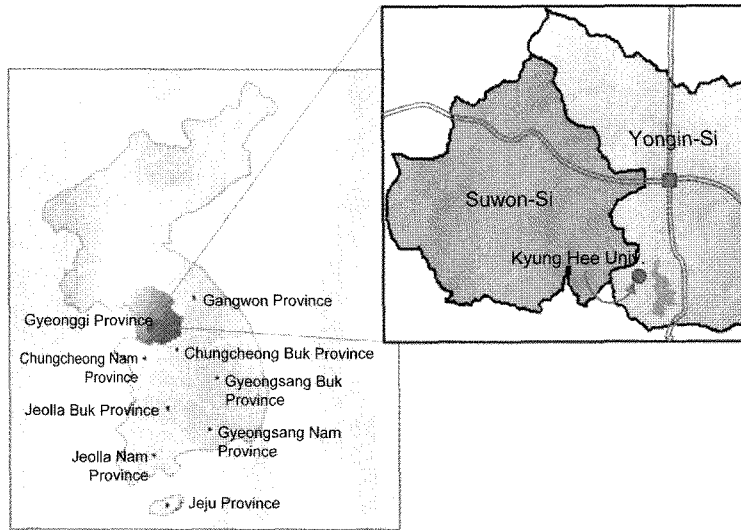 Yongin-Si
Suwon-Si
Kyung Hee Univ.
Gangwon Province
Gyeonggi Province
Chungcheong Buk Province
Chungcheong Nam
Province
Gyeongsang Buk
Province
Jeolla Buk Province
Gyeongsang Nam
Province
Jeolla Nam
Province
Jeju Province